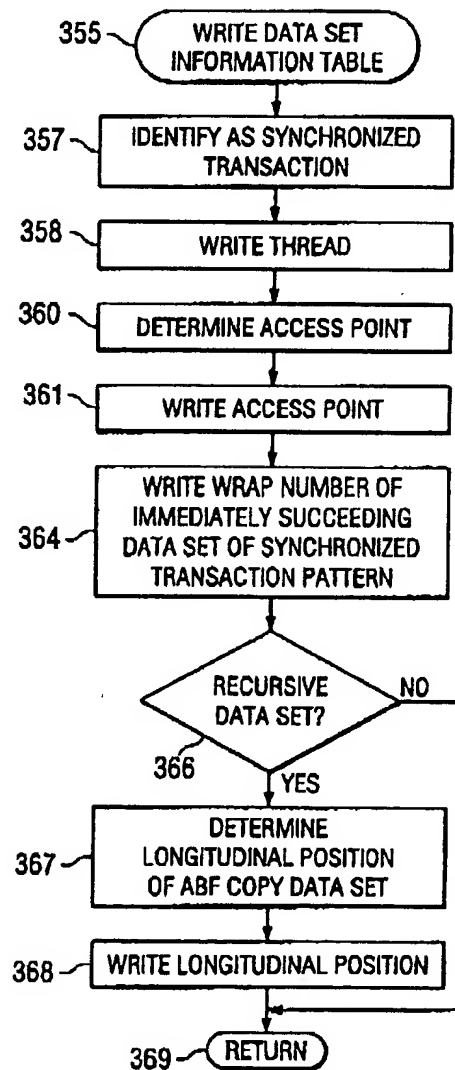 355
WRITE DATA SET
INFORMATION TABLE
357
IDENTIFY AS SYNCHRONIZED
TRANSACTION
358
WRITE THREAD
360
DETERMINE ACCESS POINT
361
WRITE ACCESS POINT
364
WRITE WRAP NUMBER OF
IMMEDIATELY SUCCEEDING
DATA SET OF SYNCHRONIZED
TRANSACTION PATTERN
RECURSIVE
DATA SET?
NO
366
YES
367
DETERMINE
LONGITUDINAL POSITION
OF ABF COPY DATA SET
368
WRITE LONGITUDINAL POSITION
369
RETURN